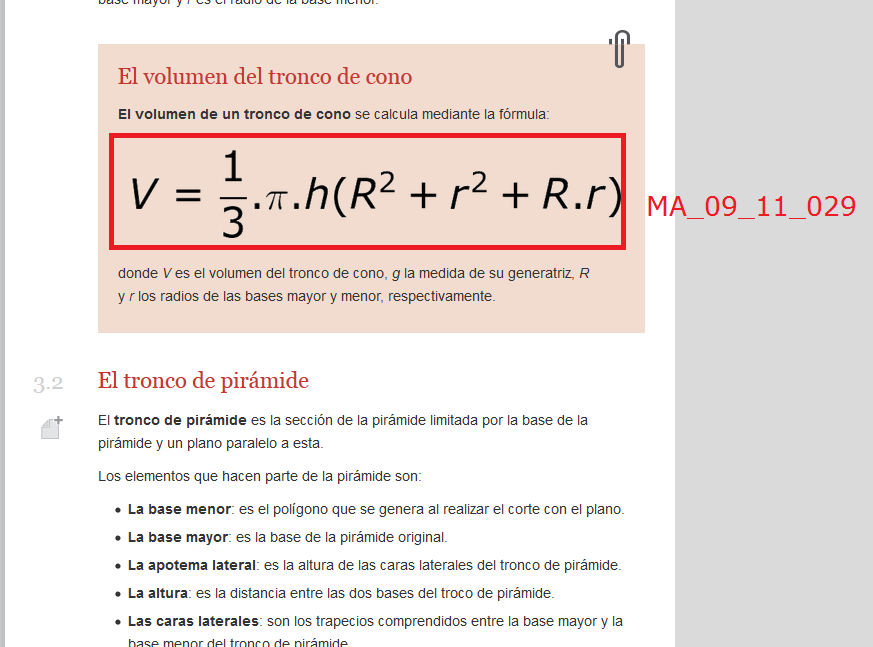 base mayor y r es el radio de la base menor.
El volumen del tronco de cono
El volumen de un tronco de cono se calcula mediante la fórmula:
V = 1/3 .π.h(R² + r² + R.r)
MA_09_11_029
donde V es el volumen del tronco de cono, g la medida de su generatriz, R
y r los radios de las bases mayor y menor, respectivamente.
3.2 El tronco de pirámide
El tronco de pirámide es la sección de la pirámide limitada por la base de la
pirámide y un plano paralelo a esta.
Los elementos que hacen parte de la pirámide son:
• La base menor: es el polígono que se genera al realizar el corte con el plano.
• La base mayor: es la base de la pirámide original.
• La apotema lateral: es la altura de las caras laterales del tronco de pirámide.
• La altura: es la distancia entre las dos bases del troco de pirámide.
• Las caras laterales: son los trapecios comprendidos entre la base mayor y la
base menor del tronco de pirámide.